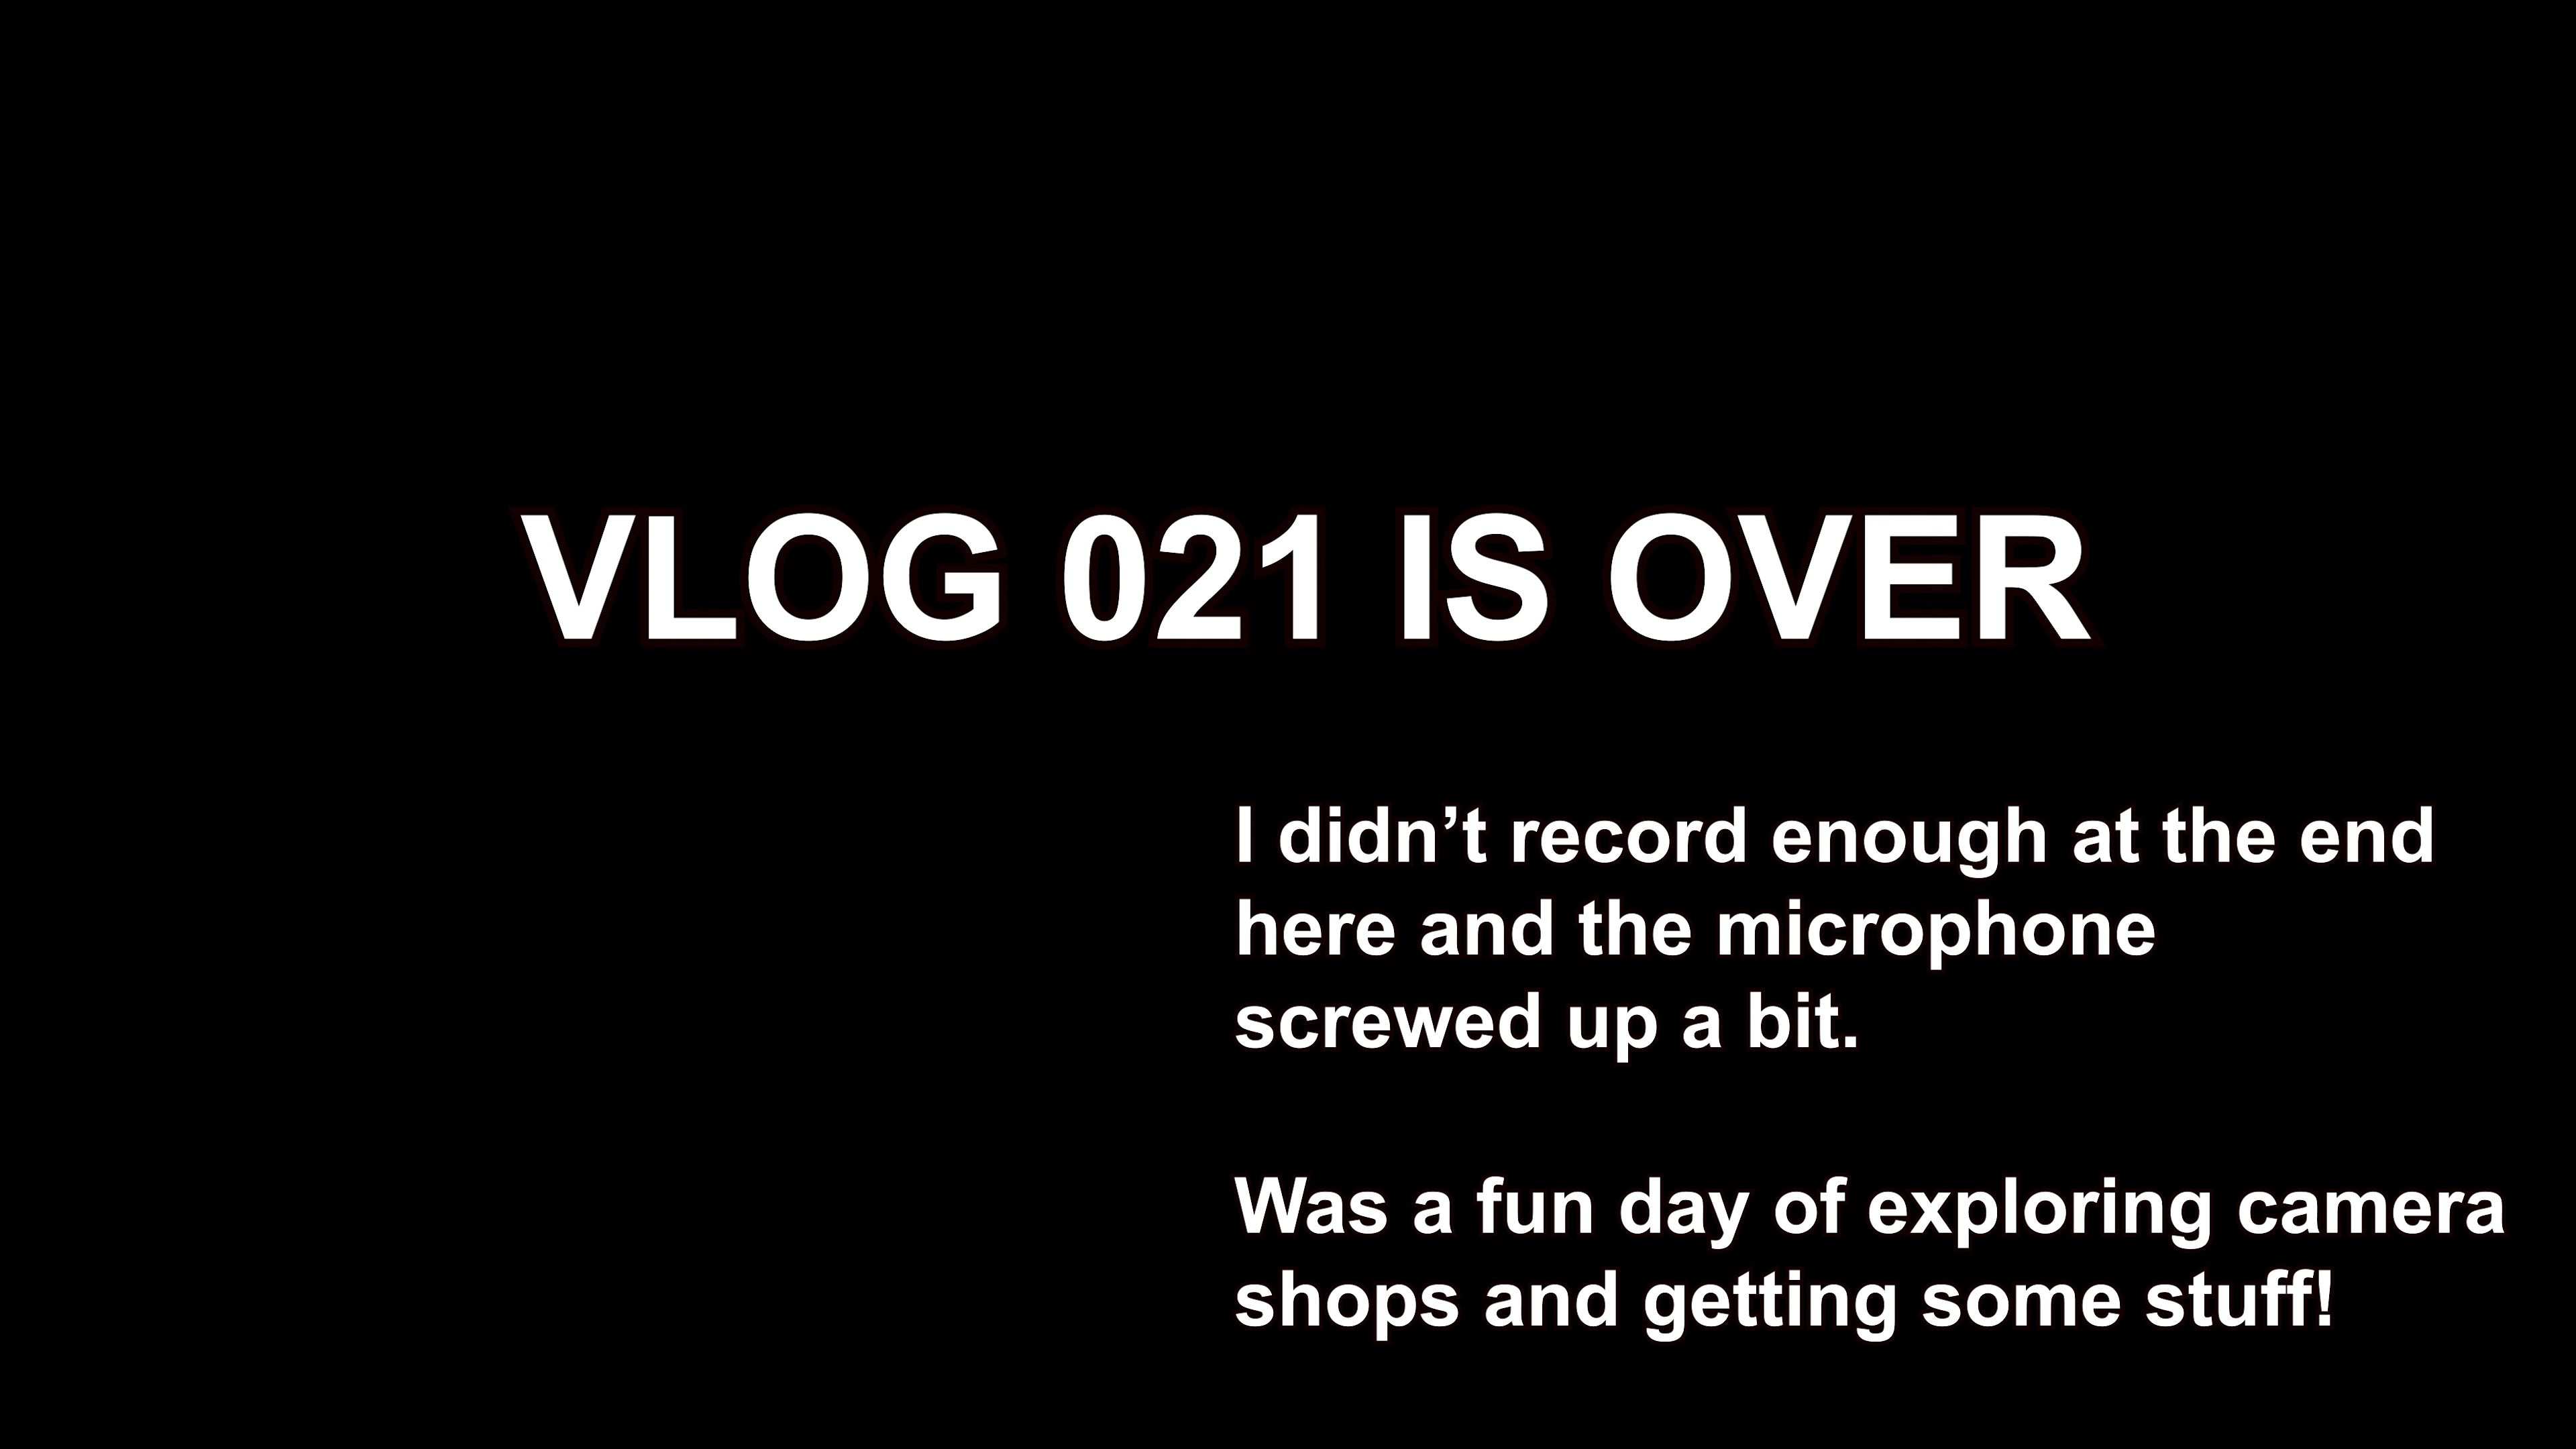 VLOG 021 IS OVER
I didn’t record enough at the end
here and the microphone
screwed up a bit.
Was a fun day of exploring camera
shops and getting some stuff!